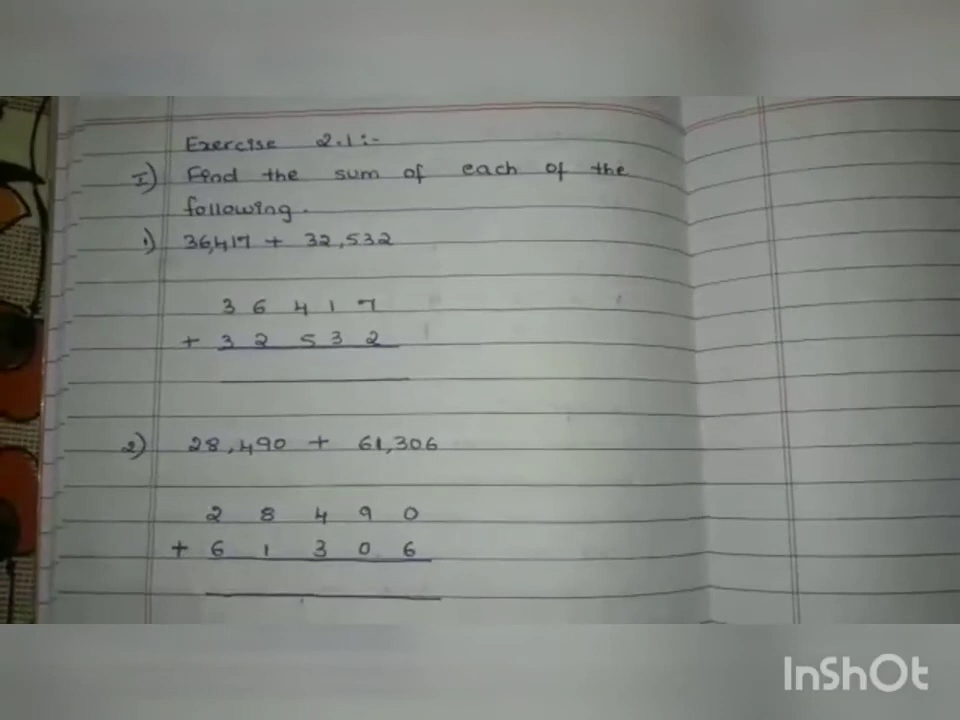 Exercise 2.1 :-
I) Find the sum of each of the
following.
1) 36,417 + 32,532
3 6 4 1 7
+ 3 2 5 3 2
2) 28,490 + 61,306
2 8 4 9 0
+ 6 1 3 0 6
InShOt